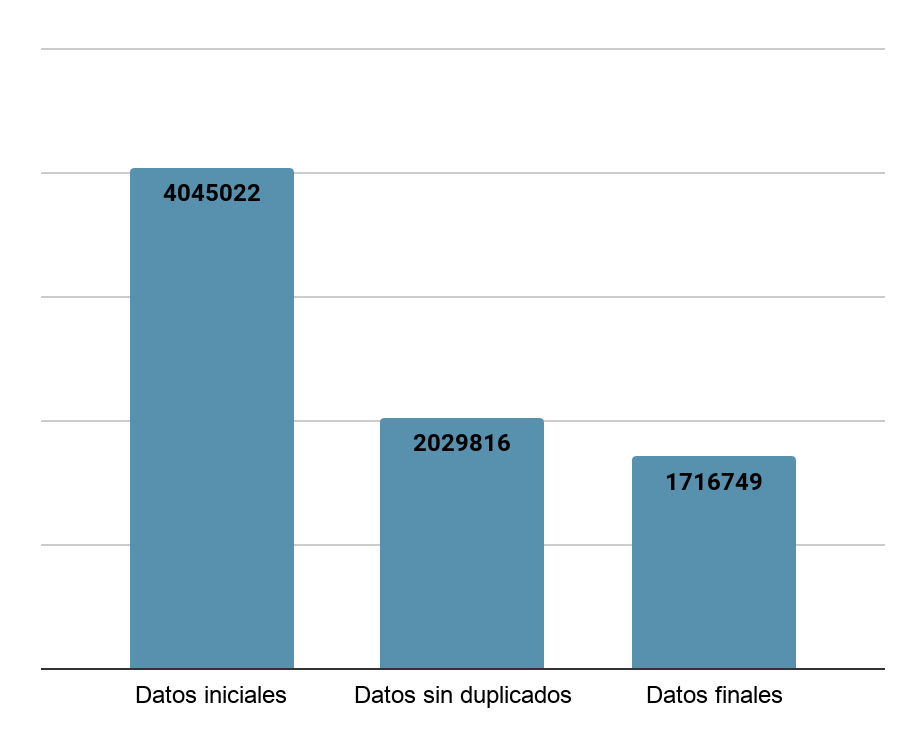 4045022
2029816
1716749
Datos iniciales
Datos sin duplicados
Datos finales